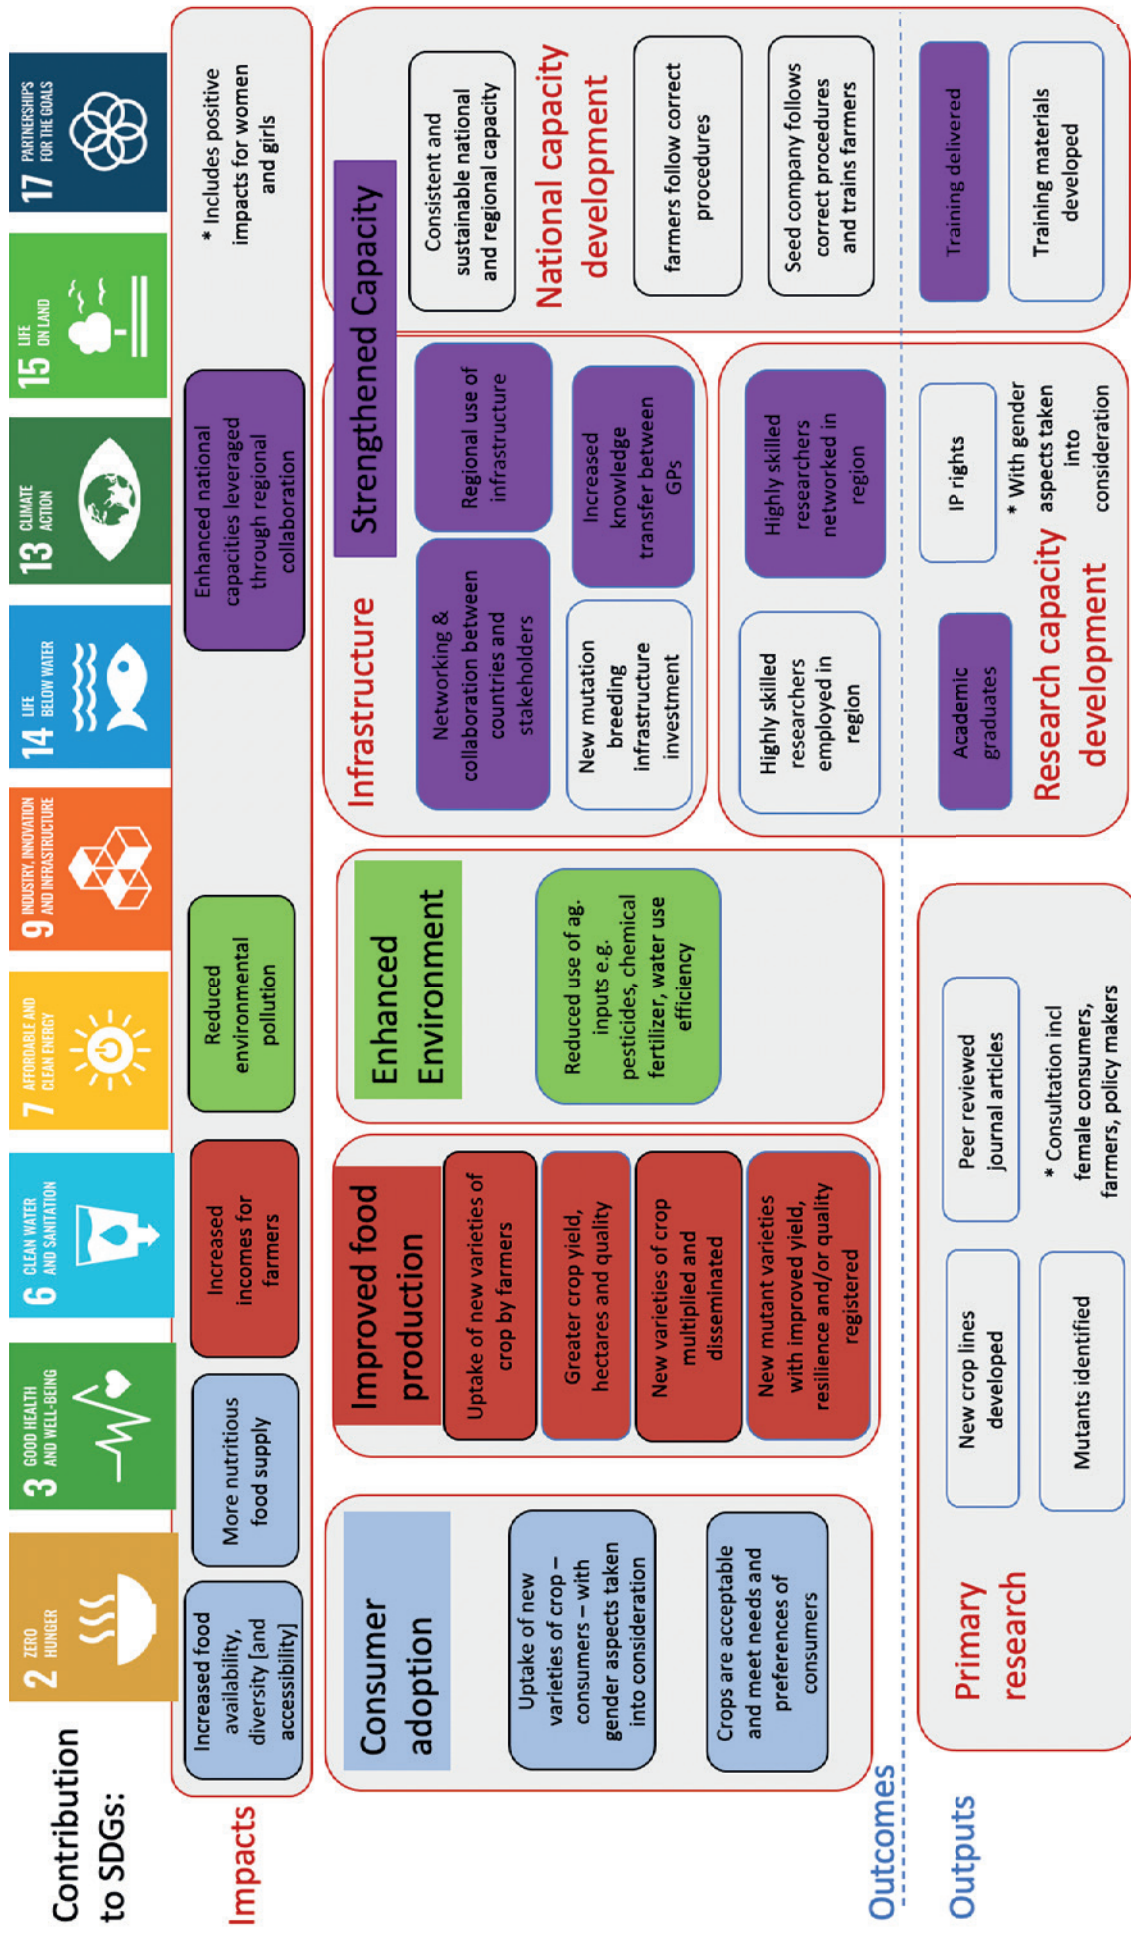 Contribution
to SDGs:
2 ZERO
HUNGER
3 GOOD HEALTH
AND WELL-BEING
6 CLEAN WATER
AND SANITATION
7 AFFORDABLE AND
CLEAN ENERGY
9 INDUSTRY, INNOVATION
AND INFRASTRUCTURE
14 LIFE
BELOW WATER
13 CLIMATE
ACTION
15 LIFE
ON LAND
17 PARTNERSHIPS
FOR THE GOALS
Impacts
Increased food
availability,
diversity [and
accessibility]
More nutritious
food supply
Increased
incomes for
farmers
Reduced
environmental
pollution
Enhanced national
capacities leveraged
through regional
collaboration
* Includes positive
impacts for women
and girls
Consumer
adoption
Uptake of new
varieties of crop –
consumers – with
gender aspects taken
into consideration
Crops are acceptable
and meet needs and
preferences of
consumers
Improved food
production
Uptake of new varieties of
crop by farmers
Greater crop yield,
hectares and quality
New varieties of crop
multiplied and
disseminated
New mutant varieties
with improved yield,
resilience and/or quality
registered
Enhanced
Environment
Reduced use of ag.
inputs e.g.
pesticides, chemical
fertilizer, water use
efficiency
Strengthened Capacity
Infrastructure
Networking &
collaboration between
countries and
stakeholders
Regional use of
infrastructure
New mutation
breeding
infrastructure
investment
Increased
knowledge
transfer between
GPs
Highly skilled
researchers
employed in
region
Highly skilled
researchers
networked in
region
Consistent and
sustainable national
and regional capacity
National capacity
development
farmers follow correct
procedures
Seed company follows
correct procedures
and trains farmers
Outcomes
Outputs
Primary
research
New crop lines
developed
Peer reviewed
journal articles
Mutants identified
* Consultation incl
female consumers,
farmers, policy makers
Academic
graduates
IP rights
* With gender
aspects taken
into
consideration
Research capacity
development
Training delivered
Training materials
developed